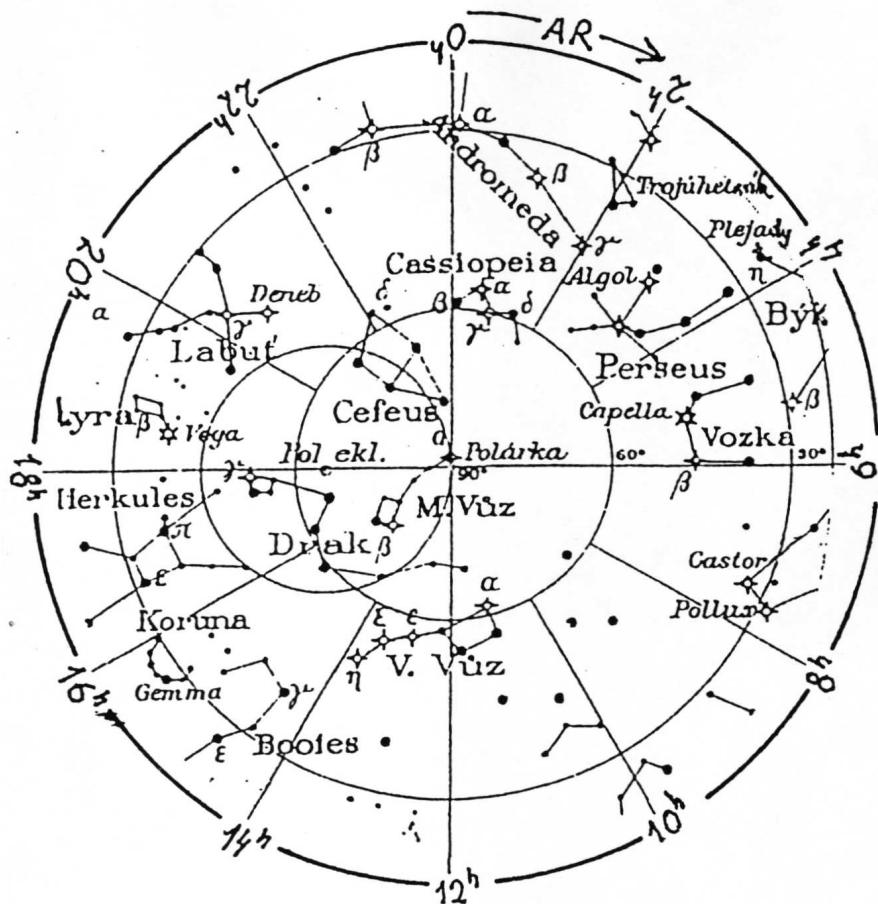 0h
AR
2h
22h
α
β
Andromeda
β
Trojúhelník
Plejády
4h
20h
γ
η
Cassiopeia
Algol
α
Deneb
δ
β
α
δ
γ
γ
Býk
Labuť
Perseus
β
Cefeus
Capella
Lyra
β
Vega
α
Vozka
18h
Pol ekl.
Polárka
60°
30°
6h
γ
90°
β
Herkules
M. Vůz
π
Drak
β
Castor
ε
α
Pollux
Koruna
ξ
ε
V. Vůz
η
16h
Gemma
γ
8h
ε
Bootes
14h
10h
12h